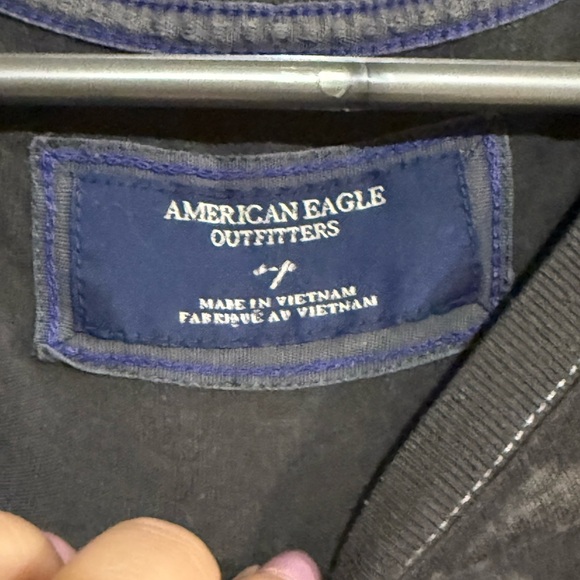 AMERICAN EAGLE
OUTFITTERS
MADE IN VIETNAM
FABRIQUÉ AU VIETNAM